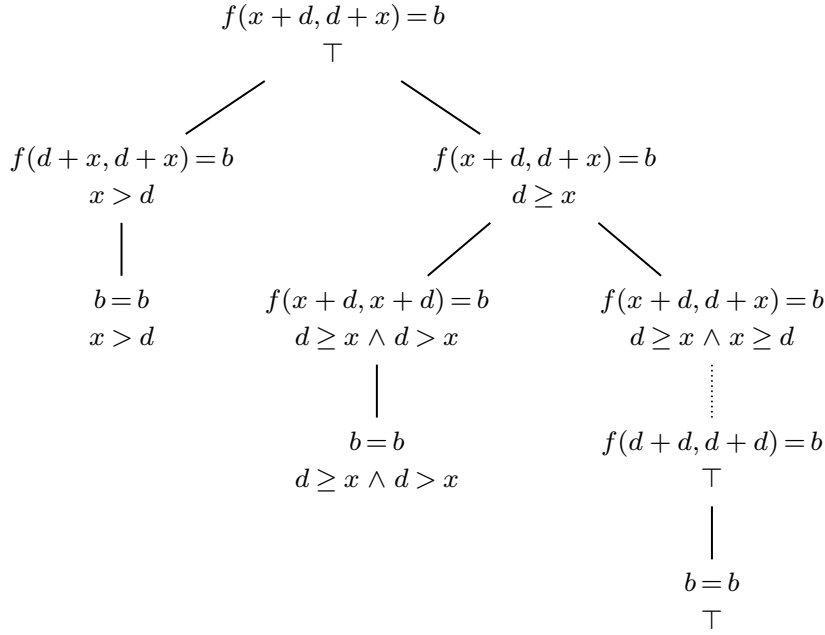 f(x + d, d + x) = b
⊤
f(d + x, d + x) = b
x > d
f(x + d, d + x) = b
d ≥ x
b = b
x > d
f(x + d, x + d) = b
d ≥ x ∧ d > x
f(x + d, d + x) = b
d ≥ x ∧ x ≥ d
b = b
d ≥ x ∧ d > x
f(d + d, d + d) = b
⊤
b = b
⊤